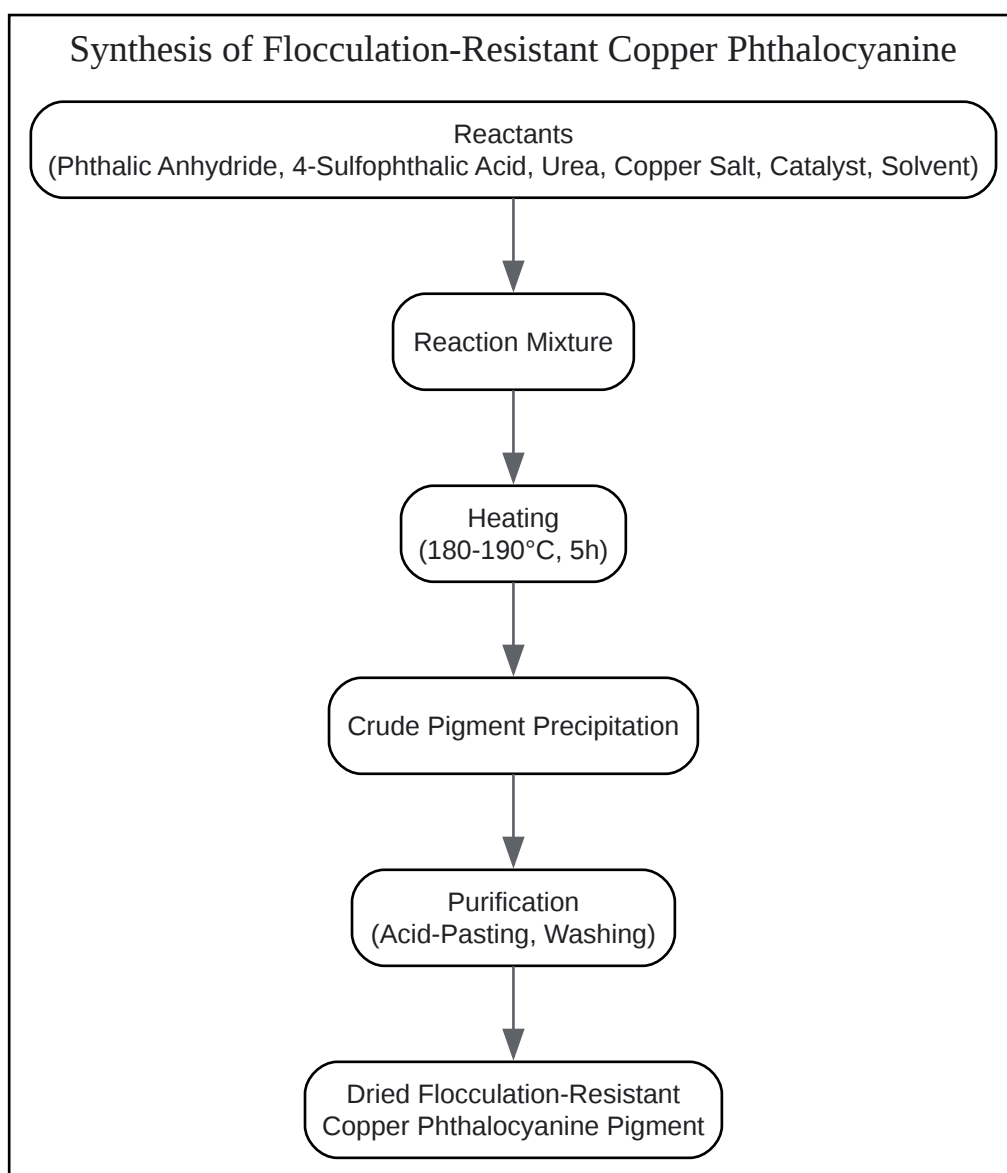 Synthesis of Flocculation-Resistant Copper Phthalocyanine
Reactants
(Phthalic Anhydride, 4-Sulfophthalic Acid, Urea, Copper Salt, Catalyst, Solvent)
Reaction Mixture
Heating
(180-190°C, 5h)
Crude Pigment Precipitation
Purification
(Acid-Pasting, Washing)
Dried Flocculation-Resistant
Copper Phthalocyanine Pigment